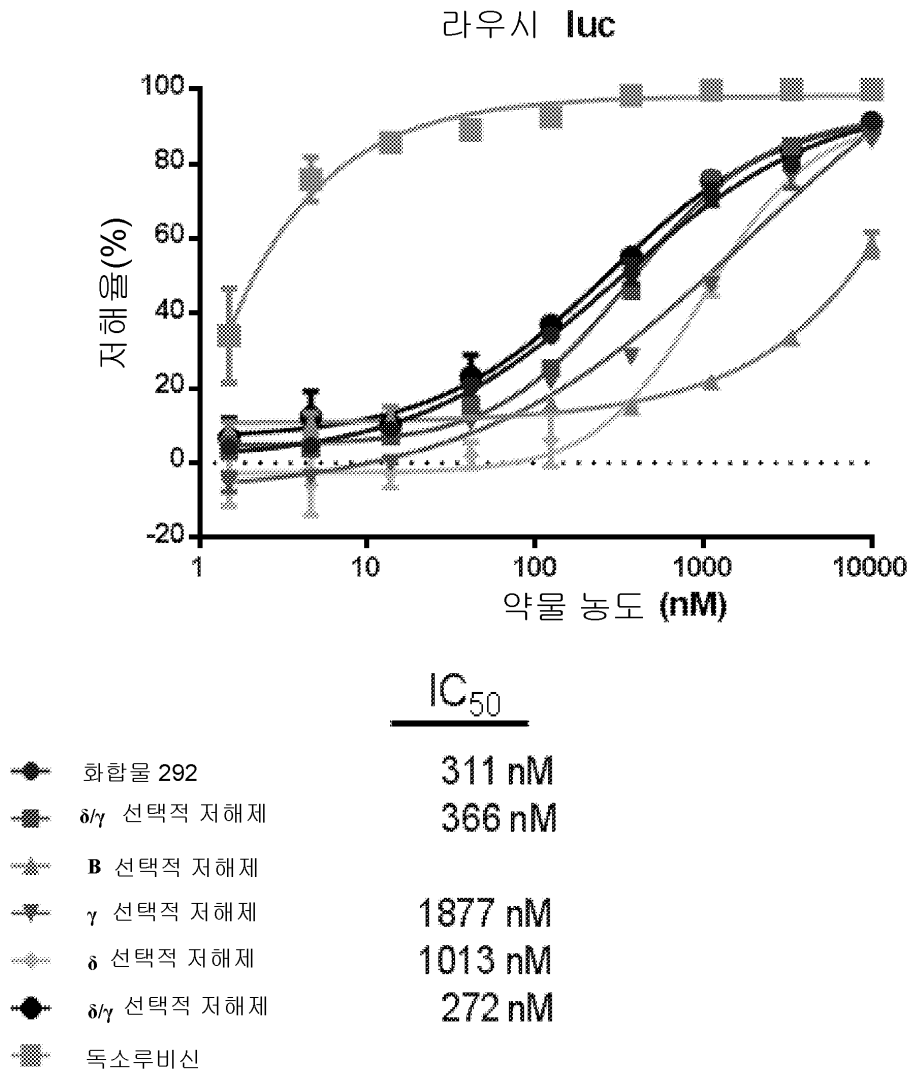 라우시 luc
저해율(%)
100
80
60
40
20
0
-20
1
10
100
1000
10000
약물 농도 (nM)
IC50
화합물 292 311 nM
δ/γ 선택적 저해제 366 nM
B 선택적 저해제
γ 선택적 저해제 1877 nM
δ 선택적 저해제 1013 nM
δ/γ 선택적 저해제 272 nM
독소루비신